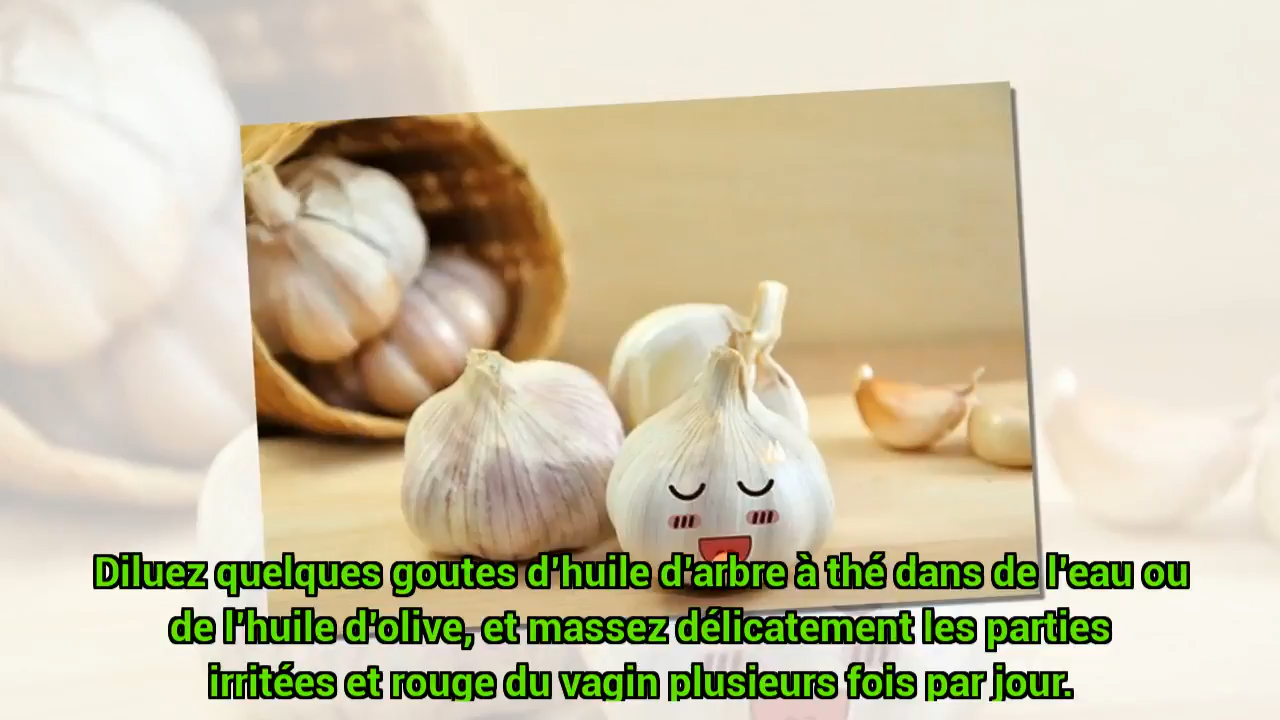 Diluez quelques goutes d'huile d'arbre à thé dans de l'eau ou
de l'huile d'olive, et massez délicatement les parties
irritées et rouge du vagin plusieurs fois par jour.